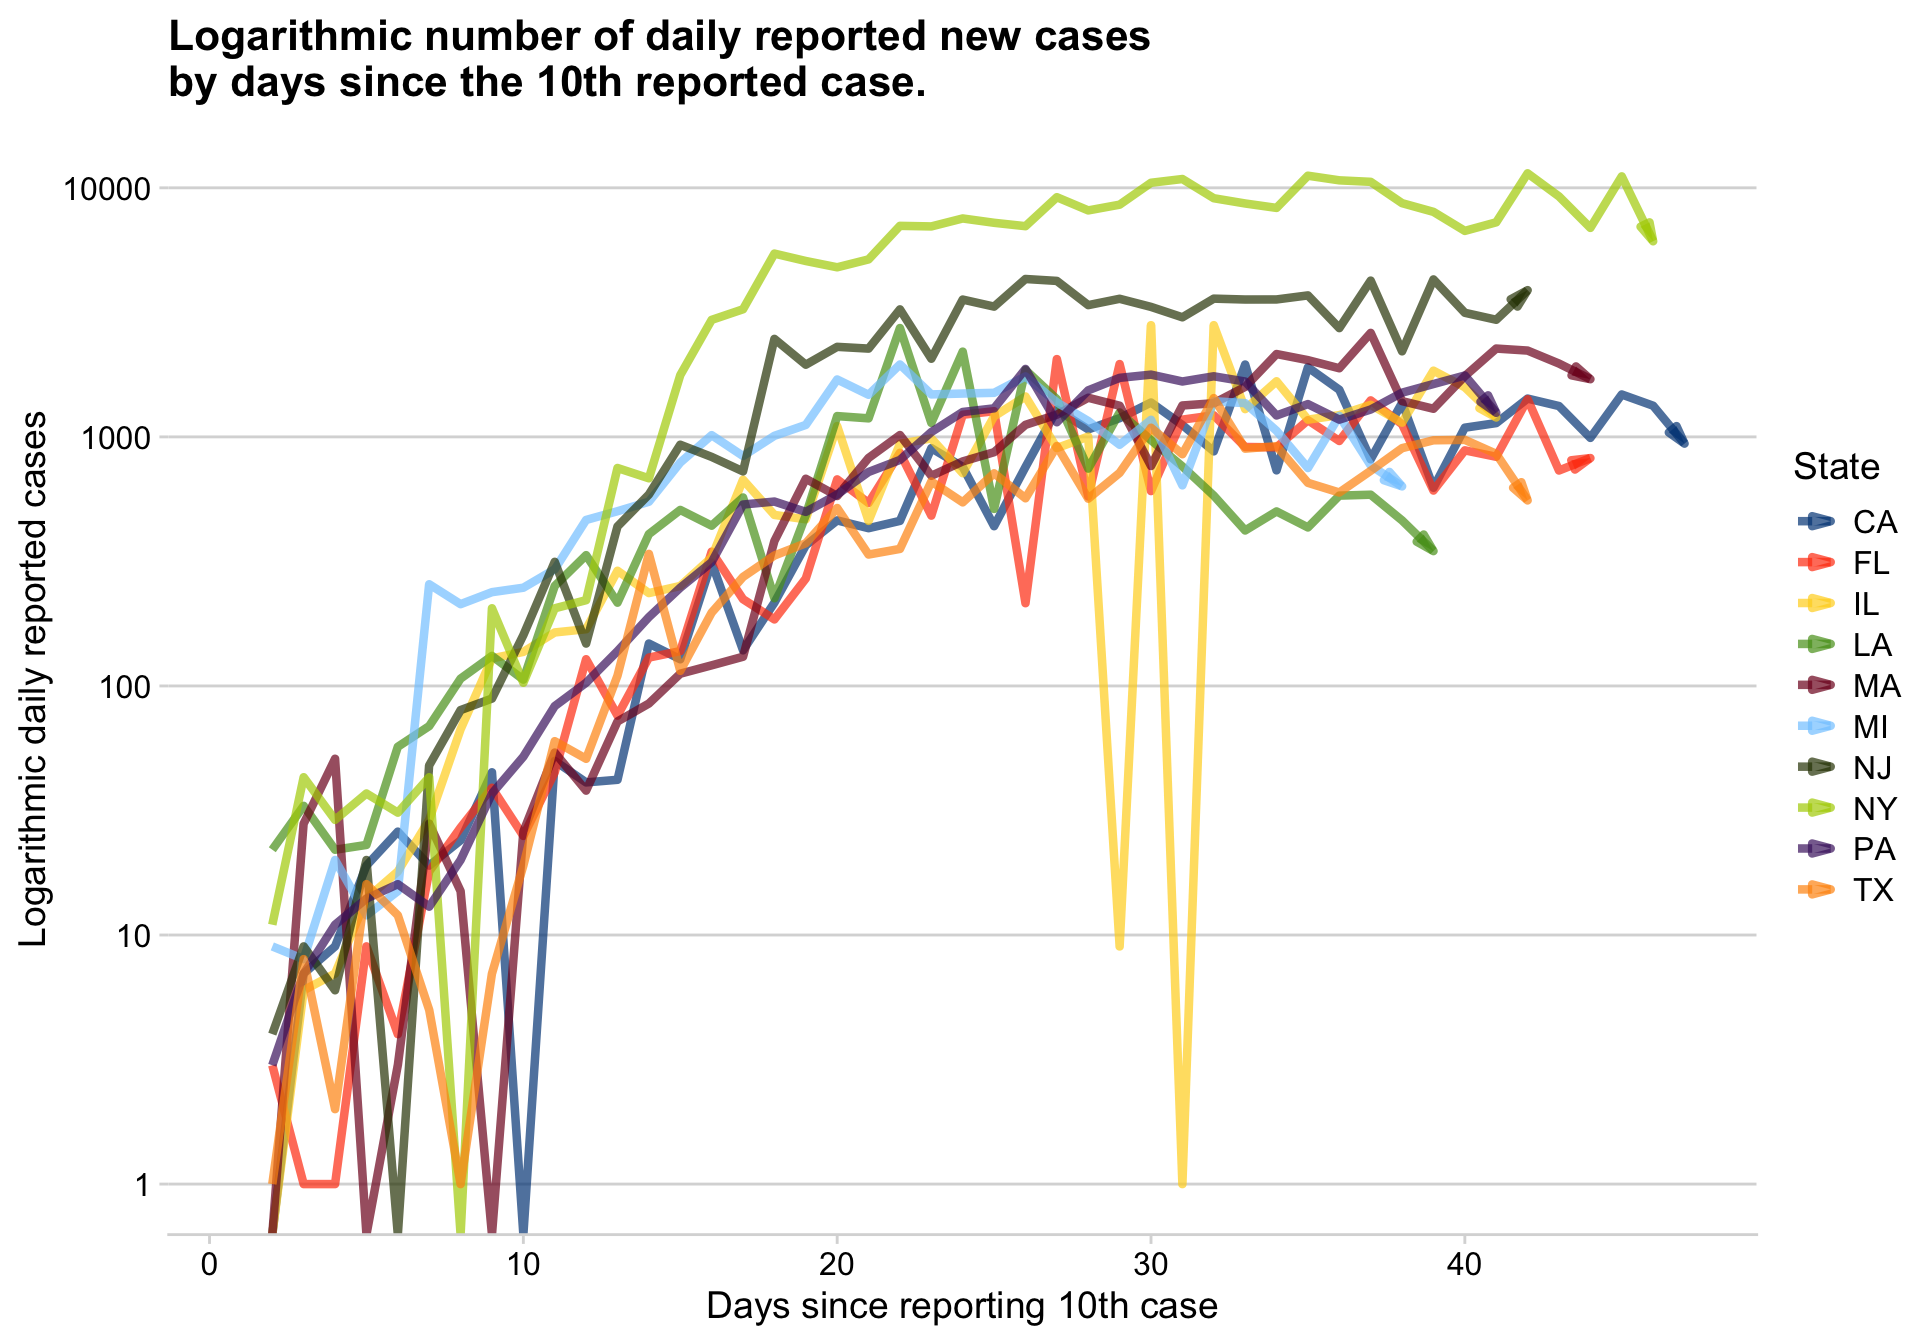 Logarithmic number of daily reported new cases
by days since the 10th reported case.
Logarithmic daily reported cases
10000
1000
100
10
1
0
10
20
30
40
Days since reporting 10th case
State
CA
FL
IL
LA
MA
MI
NJ
NY
PA
TX